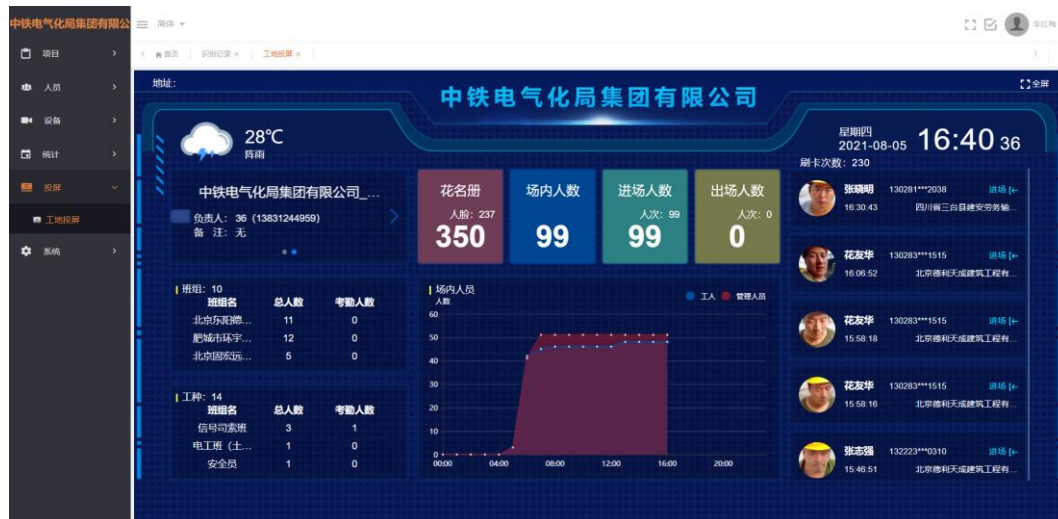 中铁电气化局集团有限公
简体
李红梅
项目
人员
设备
统计
投屏
工地投屏
系统
首页
识别记录 ×
工地投屏 ×
地址:
中铁电气化局集团有限公司
全屏
28℃
阵雨
星期四
2021-08-05
16:40 36
刷卡次数: 230
中铁电气化局集团有限公司_...
负责人: 36 (13831244959)
备 注: 无
花名册
人脸: 237
350
场内人数
99
进场人数
人次: 99
99
出场人数
人次: 0
0
班组: 10
班组名 总人数 考勤人数
北京东阳德... 11 0
肥城市环宇... 12 0
北京固宏远... 5 0
工种: 14
班组名 总人数 考勤人数
信号司索班 3 1
电工班 (土... 1 0
安全员 1 0
场内人员
人数
工人 管理人员
60
50
40
30
20
10
0
00:00 04:00 08:00 12:00 16:00 20:00
张晓明 130281***2038 进场
16:30:43 四川省三台县建安劳务输...
花友华 130283***1515 进场
16:06:52 北京德利天成建筑工程有...
花友华 130283***1515 进场
15:58:18 北京德利天成建筑工程有...
花友华 130283***1515 进场
15:58:16 北京德利天成建筑工程有...
张志强 132223***0310 进场
15:46:51 北京德利天成建筑工程有...